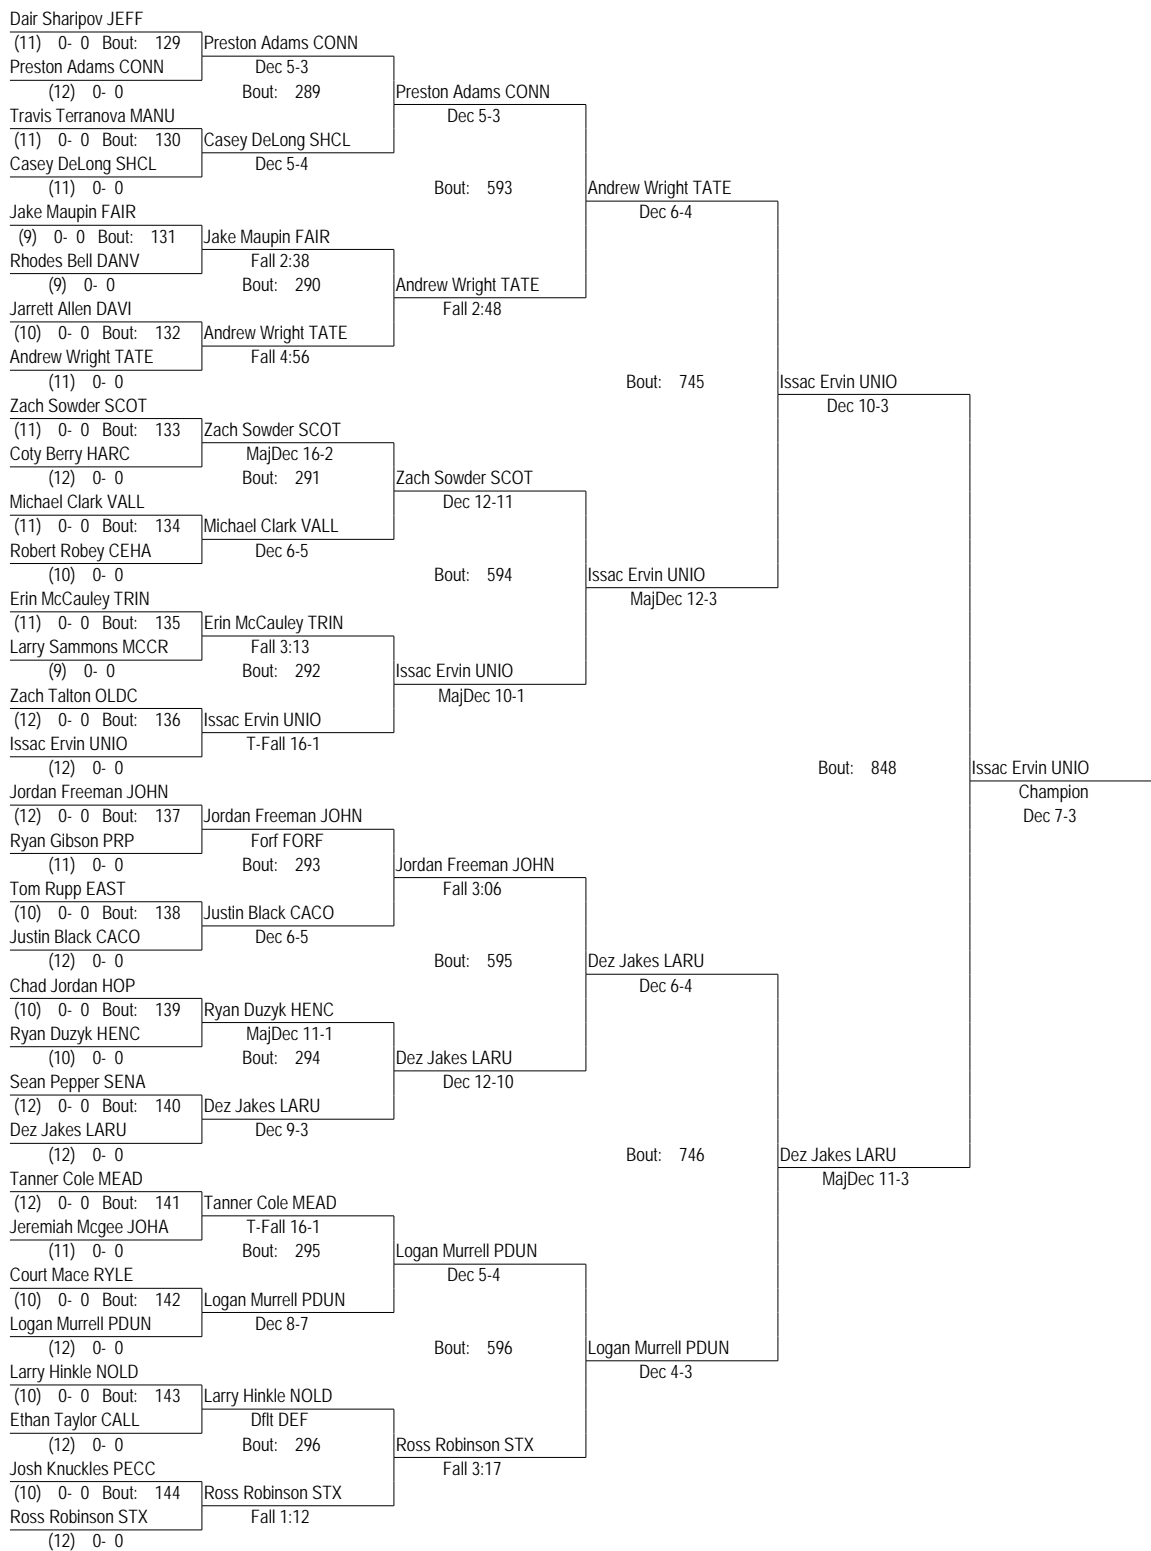 Dair Sharipov JEFF
(11) 0- 0 Bout: 129 Preston Adams CONN
Preston Adams CONN Dec 5-3
(12) 0- 0 Bout: 289 Preston Adams CONN
Travis Terranova MANU Dec 5-3
(11) 0- 0 Bout: 130 Casey DeLong SHCL
Casey DeLong SHCL Dec 5-4
(11) 0- 0 Bout: 593 Andrew Wright TATE
Jake Maupin FAIR Dec 6-4
(9) 0- 0 Bout: 131 Jake Maupin FAIR
Rhodes Bell DANV Fall 2:38
(9) 0- 0 Bout: 290 Andrew Wright TATE
Jarrett Allen DAVI Fall 2:48
(10) 0- 0 Bout: 132 Andrew Wright TATE
Andrew Wright TATE Fall 4:56
(11) 0- 0 Bout: 745 Issac Ervin UNIO
Zach Sowder SCOT Dec 10-3
(11) 0- 0 Bout: 133 Zach Sowder SCOT
Coty Berry HARC MajDec 16-2
(12) 0- 0 Bout: 291 Zach Sowder SCOT
Michael Clark VALL Dec 12-11
(11) 0- 0 Bout: 134 Michael Clark VALL
Robert Robey CEHA Dec 6-5
(10) 0- 0 Bout: 594 Issac Ervin UNIO
Erin McCauley TRIN MajDec 12-3
(11) 0- 0 Bout: 135 Erin McCauley TRIN
Larry Sammons MCCR Fall 3:13
(9) 0- 0 Bout: 292 Issac Ervin UNIO
Zach Talton OLDC MajDec 10-1
(12) 0- 0 Bout: 136 Issac Ervin UNIO
Issac Ervin UNIO T-Fall 16-1
(12) 0- 0 Bout: 848 Issac Ervin UNIO
Jordan Freeman JOHN Champion
(12) 0- 0 Bout: 137 Jordan Freeman JOHN Dec 7-3
Ryan Gibson PRP Forf FORF
(11) 0- 0 Bout: 293 Jordan Freeman JOHN
Tom Rupp EAST Fall 3:06
(10) 0- 0 Bout: 138 Justin Black CACO
Justin Black CACO Dec 6-5
(12) 0- 0 Bout: 595 Dez Jakes LARU
Chad Jordan HOP Dec 6-4
(10) 0- 0 Bout: 139 Ryan Duzyk HENC
Ryan Duzyk HENC MajDec 11-1
(10) 0- 0 Bout: 294 Dez Jakes LARU
Sean Pepper SENA Dec 12-10
(12) 0- 0 Bout: 140 Dez Jakes LARU
Dez Jakes LARU Dec 9-3
(12) 0- 0 Bout: 746 Dez Jakes LARU
Tanner Cole MEAD MajDec 11-3
(12) 0- 0 Bout: 141 Tanner Cole MEAD
Jeremiah Mcgee JOHA T-Fall 16-1
(11) 0- 0 Bout: 295 Logan Murrell PDUN
Court Mace RYLE Dec 5-4
(10) 0- 0 Bout: 142 Logan Murrell PDUN
Logan Murrell PDUN Dec 8-7
(12) 0- 0 Bout: 596 Logan Murrell PDUN
Larry Hinkle NOLD Dec 4-3
(10) 0- 0 Bout: 143 Larry Hinkle NOLD
Ethan Taylor CALL Dflt DEF
(12) 0- 0 Bout: 296 Ross Robinson STX
Josh Knuckles PECC Fall 3:17
(10) 0- 0 Bout: 144 Ross Robinson STX
Ross Robinson STX Fall 1:12
(12) 0- 0